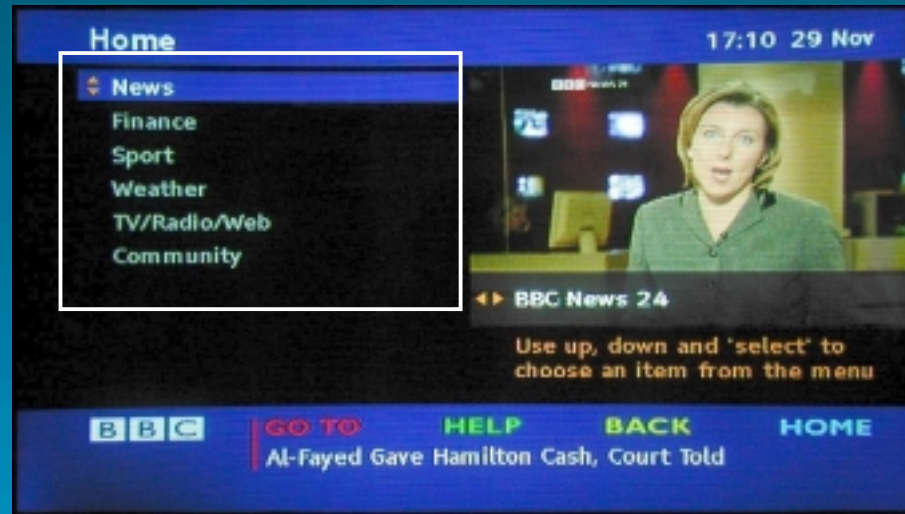 Home
17:10 29 Nov
News
Finance
Sport
Weather
TV/Radio/Web
Community
BBC
BBC News 24
Use up, down and 'select' to
choose an item from the menu
BBC GO TO HELP BACK HOME
Al-Fayed Gave Hamilton Cash, Court Told